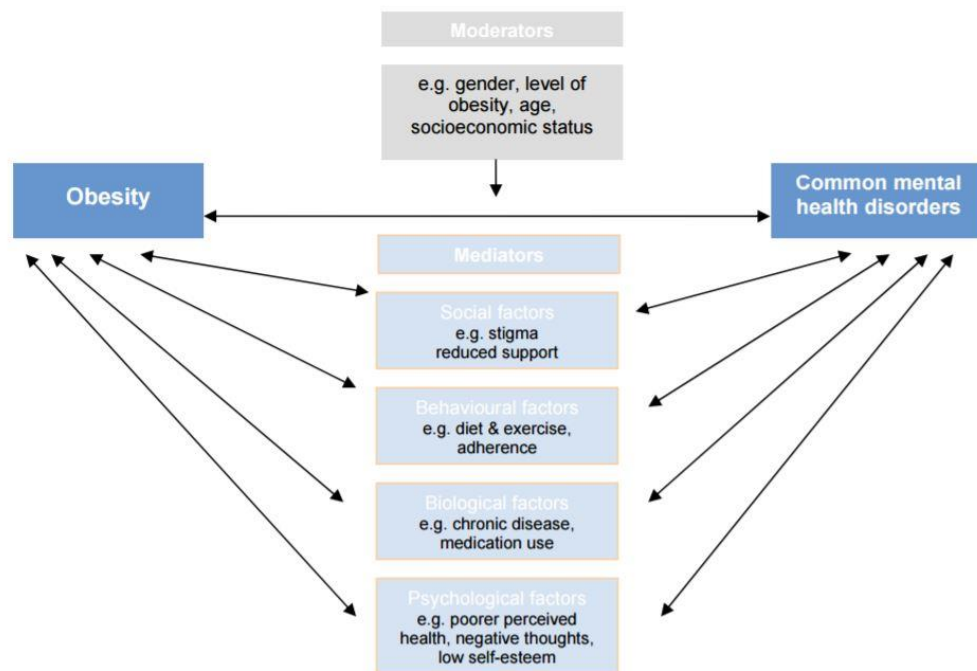 Moderators
e.g. gender, level of
obesity, age,
socioeconomic status
Obesity
Common mental
health disorders
Mediators
Social factors
e.g. stigma
reduced support
Behavioural factors
e.g. diet & exercise,
adherence
Biological factors
e.g. chronic disease,
medication use
Psychological factors
e.g. poorer perceived
health, negative thoughts,
low self-esteem